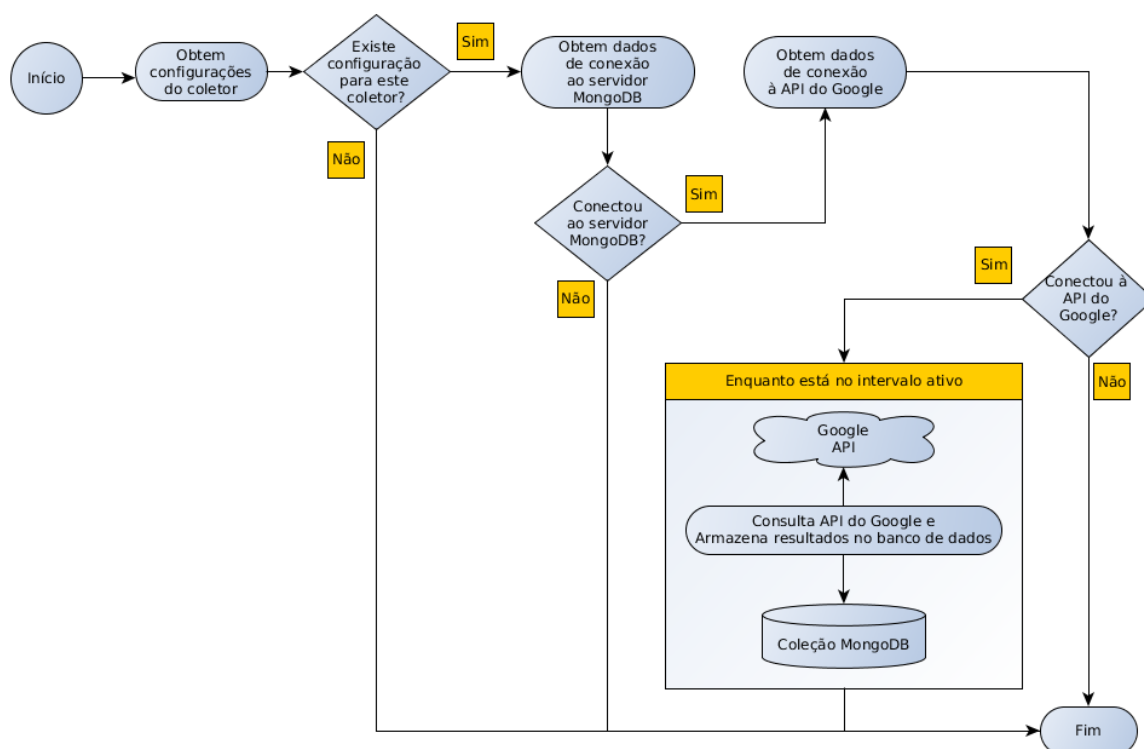 Início
Obtem
configurações
do coletor
Existe
configuração
para este
coletor?
Sim
Não
Obtem dados
de conexão
ao servidor
MongoDB
Conectou
ao servidor
MongoDB?
Sim
Não
Obtem dados
de conexão
à API do Google
Conectou à
API do
Google?
Sim
Não
Enquanto está no intervalo ativo
Google
API
Consulta API do Google e
Armazena resultados no banco de dados
Coleção MongoDB
Fim